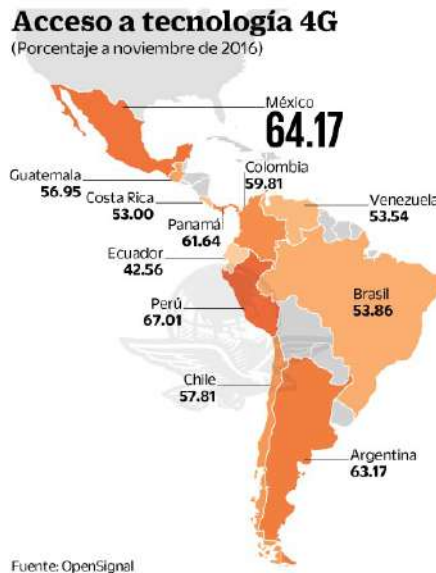 Acceso a tecnología 4G
(Porcentaje a noviembre de 2016)
México
64.17
Guatemala
56.95
Colombia
59.81
Costa Rica
53.00
Venezuela
53.54
Panamá
61.64
Ecuador
42.56
Perú
67.01
Brasil
53.86
Chile
57.81
Argentina
63.17
Fuente: OpenSignal